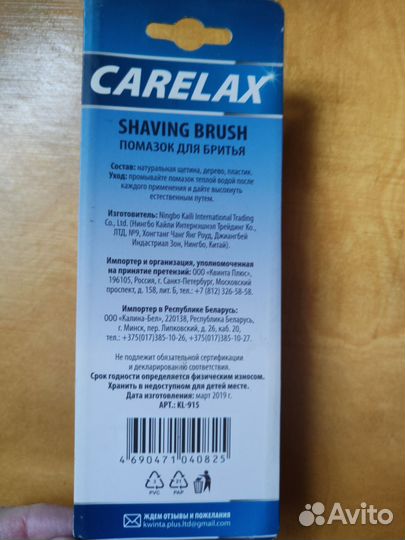 CARELAX
SHAVING BRUSH
ПОМАЗОК ДЛЯ БРИТЬЯ
Состав: натуральная щетина, дерево, пластик.
Уход: промывайте помазок теплой водой после
каждого применения и дайте высохнуть
естественным путем.
Изготовитель: Ningbo Kaili International Trading
Co., Ltd. (Нингбо Кайли Интернэшнэл Трейдинг Ко.,
ЛТД, №9, Хонгтанг Чанг Янг Роуд, Джиангбей
Индастриал Зон, Нингбо, Китай).
Импортер и организация, уполномоченная
на принятие претензий: ООО «Квинта Плюс»,
196105, Россия, г. Санкт-Петербург, Московский
проспект, д. 158, лит. Б, тел.: +7 (812) 326-58-58.
Импортер в Республике Беларусь:
ООО «Калина-Бел», 220138, Республика Беларусь,
г. Минск, пер. Липковский, д. 26, каб. 20,
тел.: +375(017)385-10-26, +375(017)385-10-27.
Не подлежит обязательной сертификации
и декларированию соответствия.
Срок годности определяется физическим износом.
Хранить в недоступном для детей месте.
Дата изготовления: март 2019 г.
АРТ.: KL-915
4 690471 040825
3 21
PVC PAP
ЖДЕМ ОТЗЫВЫ И ПОЖЕЛАНИЯ
kwinta.plus.ltd@gmail.com
Avito